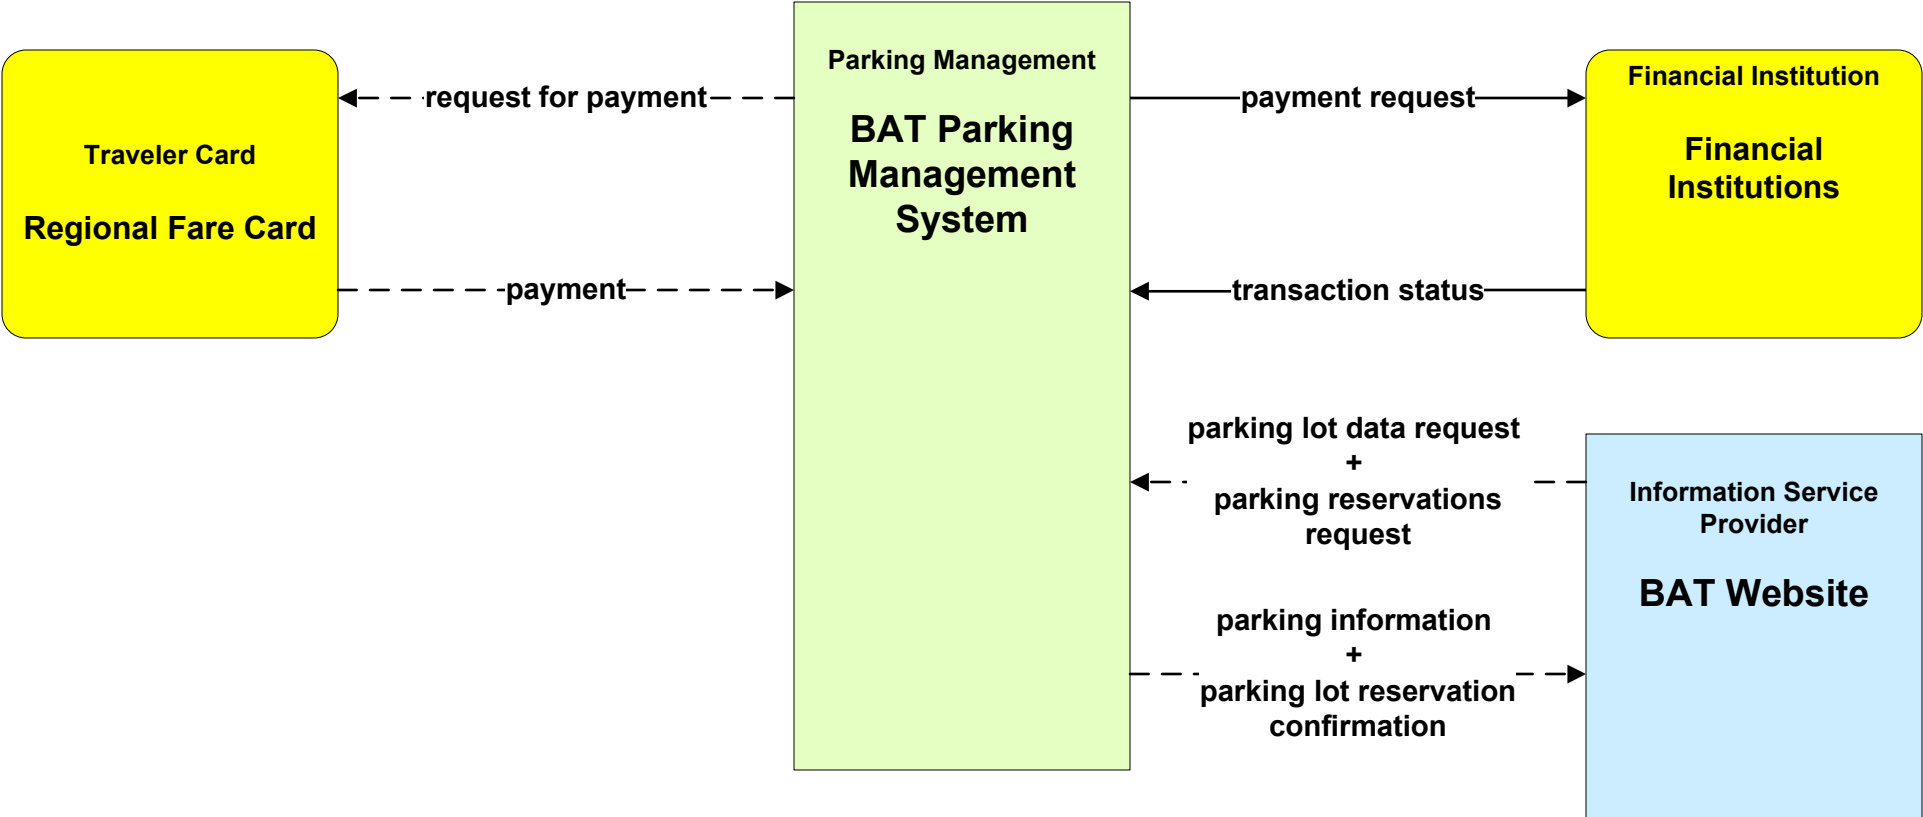 Traveler Card
Regional Fare Card
request for payment
payment
Parking Management
BAT Parking
Management
System
payment request
transaction status
Financial Institution
Financial
Institutions
parking lot data request
+
parking reservations
request
parking information
+
parking lot reservation
confirmation
Information Service
Provider
BAT Website